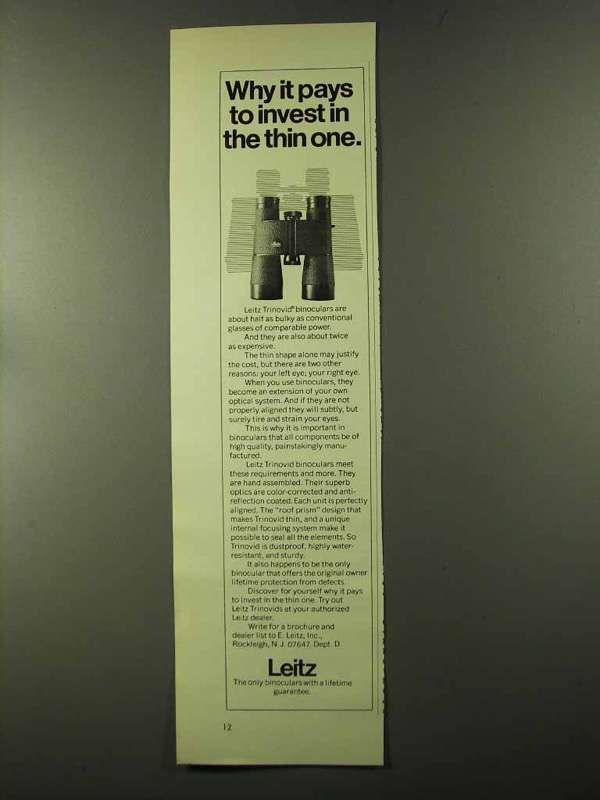 Why it pays
to invest in
the thin one.
Leitz Trinovid® binoculars are
about half as bulky as conventional
glasses of comparable power.
And they are also about twice
as expensive.
The thin shape alone may justify
the cost, but there are two other
reasons: your left eye; your right eye.
When you use binoculars, they
become an extension of your own
optical system. And if they are not
properly aligned they will subtly, but
surely tire and strain your eyes.
This is why it is important in
binoculars that all components be of
high quality, painstakingly manu-
factured.
Leitz Trinovid binoculars meet
these requirements and more. They
are hand assembled. Their superb
optics are color-corrected and anti-
reflection coated. Each unit is perfectly
aligned. The "roof prism" design that
makes Trinovid thin, and a unique
internal focusing system make it
possible to seal all the elements. So
Trinovid is dustproof, highly water-
resistant, and sturdy.
It also happens to be the only
binocular that offers the original owner
lifetime protection from defects.
Discover for yourself why it pays
to invest in the thin one. Try out
Leitz Trinovids at your authorized
Leitz dealer.
Write for a brochure and
dealer list to E. Leitz, Inc.,
Rockleigh, N.J. 07647. Dept. D.
Leitz
The only binoculars with a lifetime
guarantee.
12